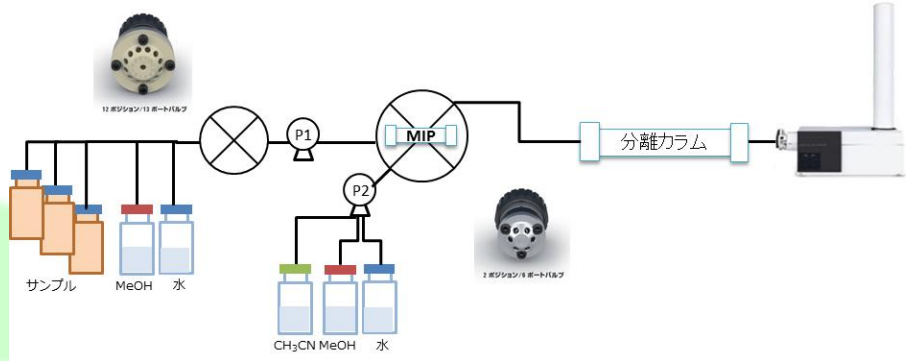 12 ポジション/13 ポートバルブ
P1
MIP
分離カラム
P2
サンプル
MeOH
水
2 ポジション/6 ポートバルブ
CH₃CN
MeOH
水